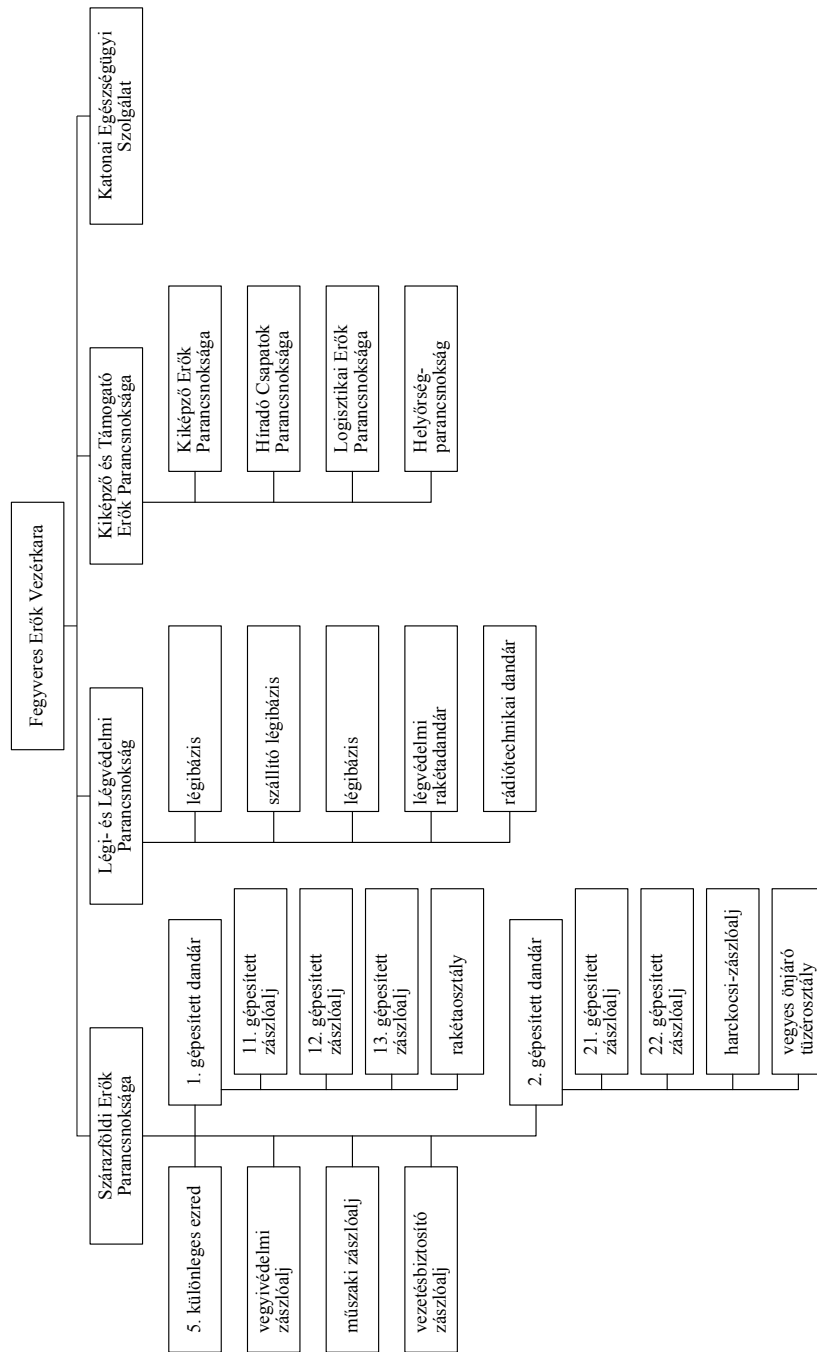 Fegyveres Erők Vezérkara
Szárazföldi Erők
Parancsnoksága
Légi- és Légvédelmi
Parancsnokság
Kiképző és Támogató
Erők Parancsnoksága
Katonai Egészségügyi
Szolgálat
5. különleges ezred
vegyivédelmi
zászlóalj
műszaki zászlóalj
vezetésbiztosító
zászlóalj
1. gépesített dandár
11. gépesített
zászlóalj
12. gépesített
zászlóalj
13. gépesített
zászlóalj
rakétaosztály
2. gépesített dandár
21. gépesített
zászlóalj
22. gépesített
zászlóalj
harckocsi-zászlóalj
vegyes önjáró
tüzérosztály
légibázis
szállító légibázis
légibázis
légvédelmi
rakétadandár
rádiótechnikai dandár
Kiképző Erők
Parancsnoksága
Híradó Csapatok
Parancsnoksága
Logisztikai Erők
Parancsnoksága
Helyőrség-
parancsnokság